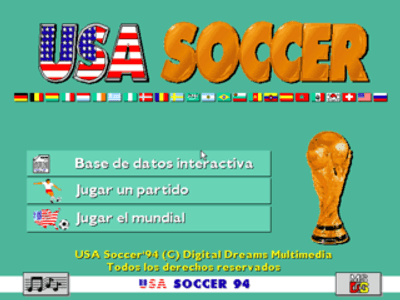 USA SOCCER
Base de datos interactiva
Jugar un partido
Jugar el mundial
USA Soccer'94 (C) Digital Dreams Multimedia
Todos los derechos reservados
USA SOCCER 94